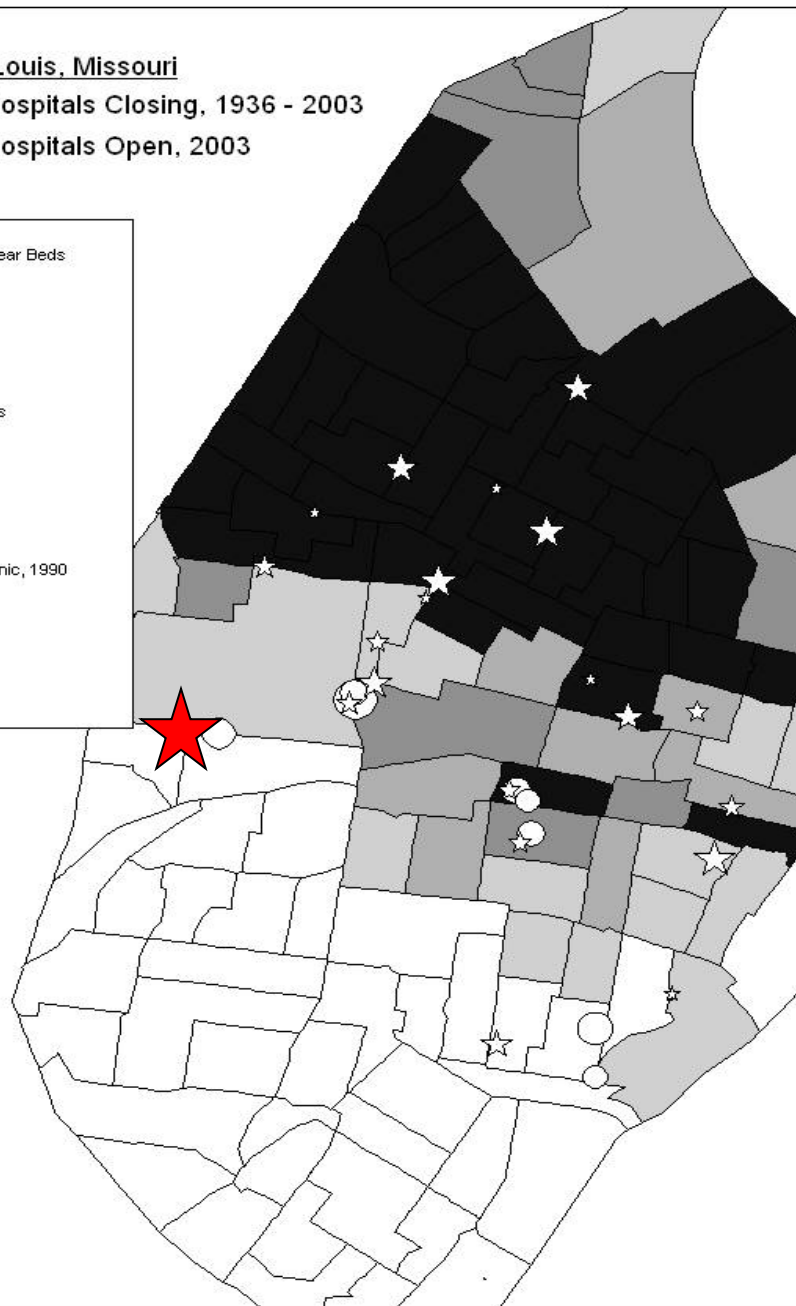 Louis, Missouri
ospitals Closing, 1936 - 2003
ospitals Open, 2003
ear Beds
s
nic, 1990